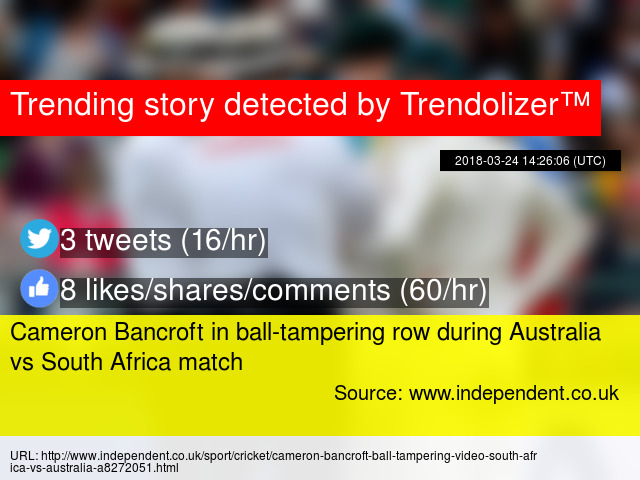 Trending story detected by Trendolizer™
2018-03-24 14:26:06 (UTC)
3 tweets (16/hr)
8 likes/shares/comments (60/hr)
Cameron Bancroft in ball-tampering row during Australia
vs South Africa match
Source: www.independent.co.uk
URL: http://www.independent.co.uk/sport/cricket/cameron-bancroft-ball-tampering-video-south-afr
ica-vs-australia-a8272051.html